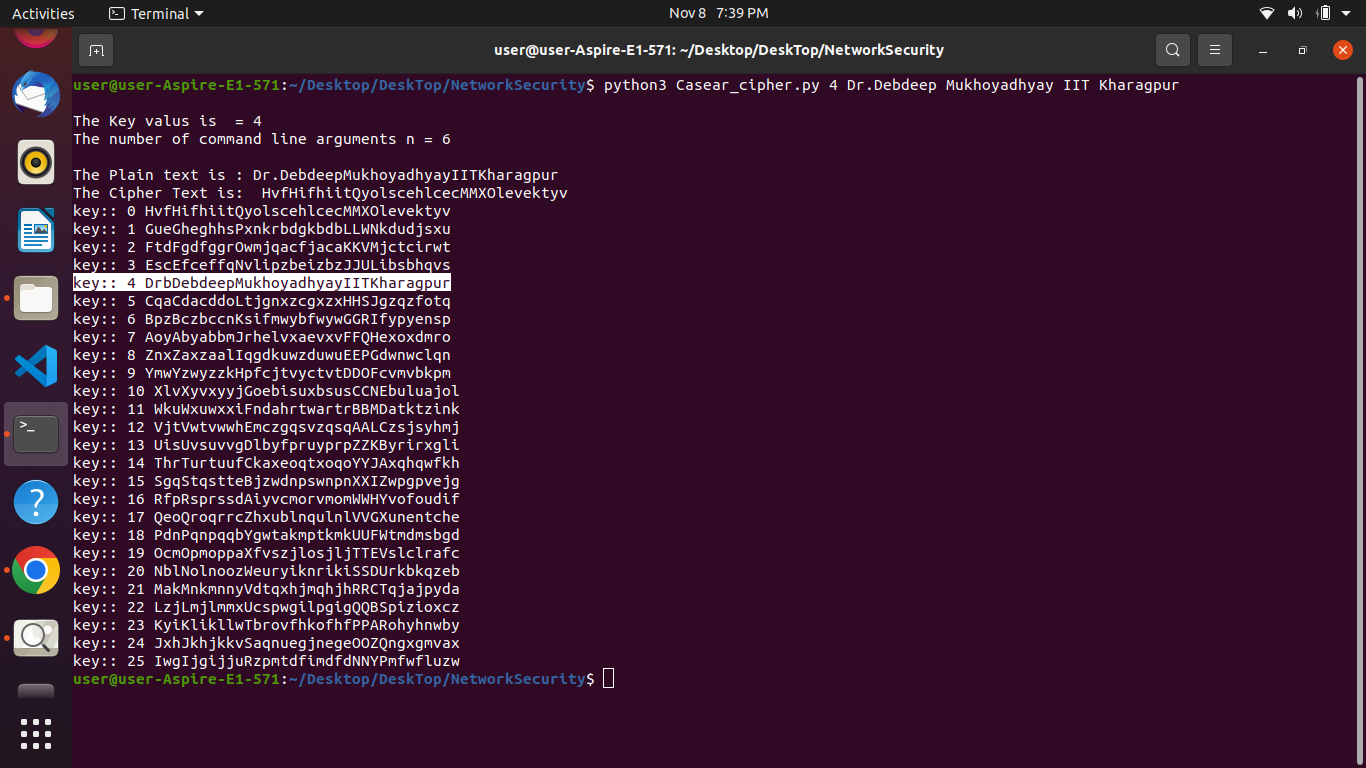 Activities Terminal Nov 8 7:39 PM
user@user-Aspire-E1-571: ~/Desktop/DeskTop/NetworkSecurity
user@user-Aspire-E1-571:~/Desktop/DeskTop/NetworkSecurity$ python3 Casear_cipher.py 4 Dr.Debdeep Mukhoyadhyay IIT Kharagpur
The Key valus is  = 4
The number of command line arguments n = 6
The Plain text is : Dr.DebdeepMukhoyadhyayIITKharagpur
The Cipher Text is:  HvfHifhiitQyolscehlcecMMXOlevektyv
key:: 0 HvfHifhiitQyolscehlcecMMXOlevektyv
key:: 1 GueGheghhsPxnkrbdgkbdbLLWNkdudjsxu
key:: 2 FtdFgdfggrOwmjqacfjacaKKVMjctcirwt
key:: 3 EscEfceffqNvlipzbeizbzJJULibsbhqvs
key:: 4 DrbDebdeepMukhoyadhyayIITKharagpur
key:: 5 CqaCdacddoLtjgnxzcgxzxHHSJgzqzfotq
key:: 6 BpzBczbccnKsifmwybfwywGGRIfypyensp
key:: 7 AoyAbyabbmJrhelvxaevxvFFQHexoxdmro
key:: 8 ZnxZaxzaalIqgdkuwzduwuEEPGdwnwclqn
key:: 9 YmwYzwyzzkHpfcjtvyctvtDDOFcvmvbkpm
key:: 10 XlvXyvxyyjGoebisuxbsusCCNEbuluajol
key:: 11 WkuWxuwxxiFndahrtwartrBBMDatktzink
key:: 12 VjtVwtvwwhEmczgqsvzqsqAALCzsjsyhmj
key:: 13 UisUvsuvvgDlbyfpruyprpZZKByrirxgli
key:: 14 ThrTurtuufCkaxeoqtxoqoYYJAxqhqwfkh
key:: 15 SgqStqstteBjzwdnpswnpnXXIZwpgpvejg
key:: 16 RfpRsprssdAiyvcmorvmomWWHYvofoudif
key:: 17 QeoQroqrrcZhxublnqulnlVVGXunentche
key:: 18 PdnPqnpqqbYgwtakmptkmkUUFWtmdmsbgd
key:: 19 OcmOpmoppaXfvszjlosjljTTEVslclrafc
key:: 20 NblNolnoozWeuryiknrikiSSDUrkbkqzeb
key:: 21 MakMnkmnnyVdtqxhjmqhjhRRCTqjajpyda
key:: 22 LzjLmjlmmxUcspwgilpgigQQBSpizioxcz
key:: 23 KyiKlikllwTbrovfhkofhfPPARohyhnwby
key:: 24 JxhJkhjkkvSaqnuegjnegeOOZQngxgmvax
key:: 25 IwgIjgijjuRzpmtdfimdfdNNYPmfwfluzw
user@user-Aspire-E1-571:~/Desktop/DeskTop/NetworkSecurity$